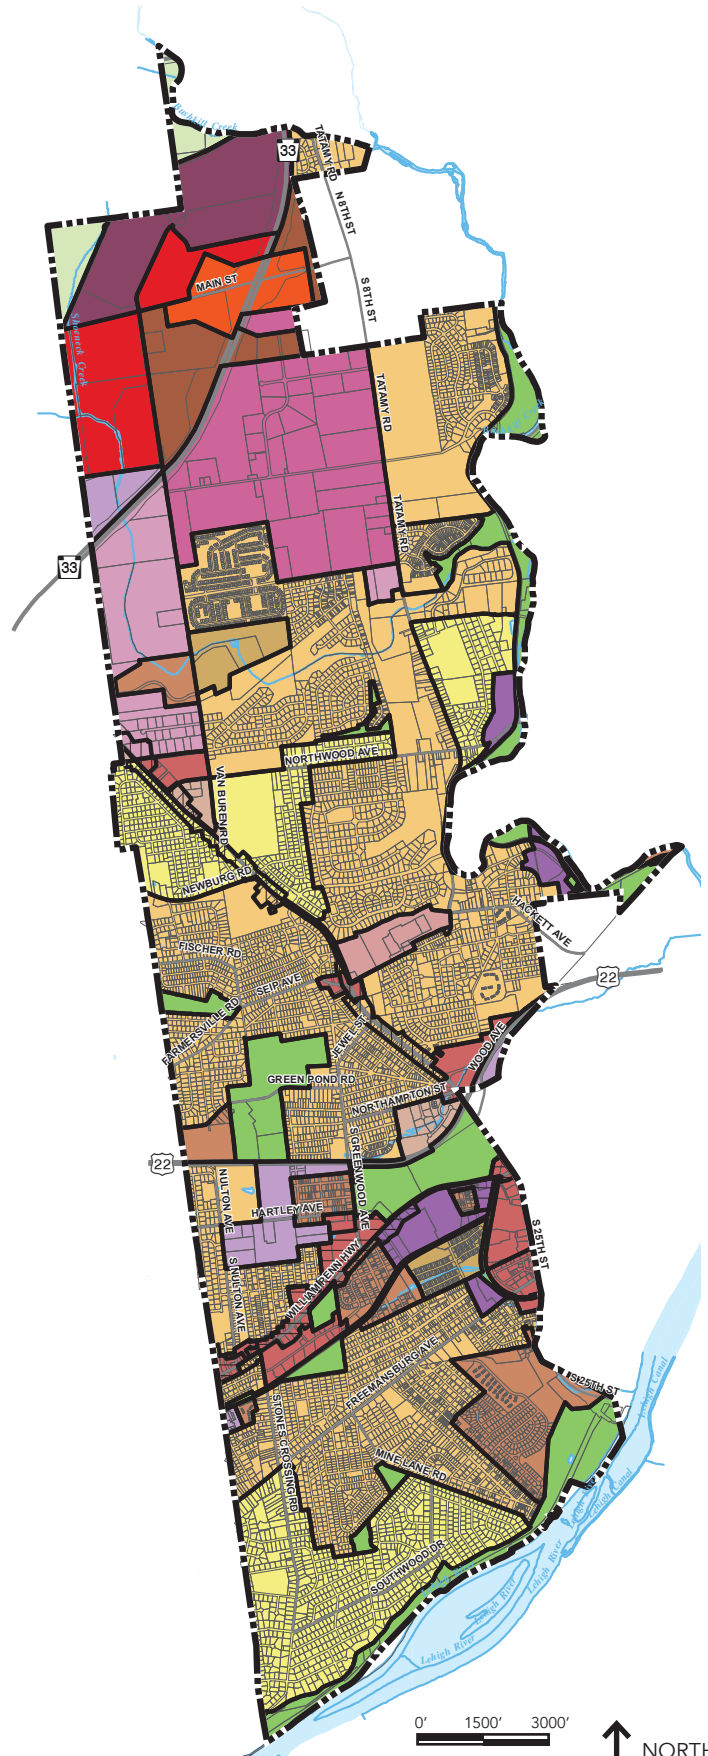 Bushkill Creek
33
TATAMY RD
N 8TH ST
MAIN ST
S 8TH ST
Shoeneck Creek
TATAMY RD
TATAMY RD
33
NORTHWOOD AVE
VAN BUREN RD
NEWBURG RD
HACKETT AVE
FISCHER RD
SEIP AVE
22
FARMERSVILLE RD
JEWEL ST
WOOD AVE
GREEN POND RD
NORTHAMPTON ST
22
S GREENWOOD AVE
NULTON AVE
HARTLEY AVE
S 25TH ST
S NULTON AVE
WILLIAM PENN HWY
FREEMANSBURG AVE
S 25TH ST
Lehigh Canal
STONES CROSSING RD
MINE LANE RD
Lehigh Canal
SOUTHWOOD DR
Lehigh River
Lehigh River
Lehigh River
0' 1500' 3000'
NORTH